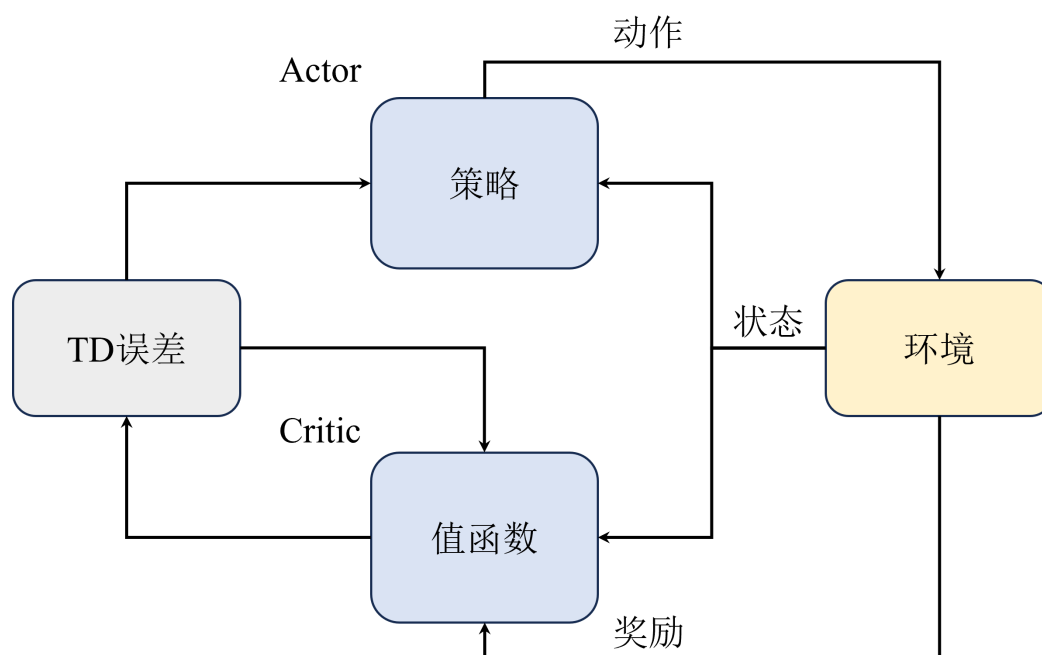 动作
Actor
策略
状态
TD误差
环境
Critic
值函数
奖励